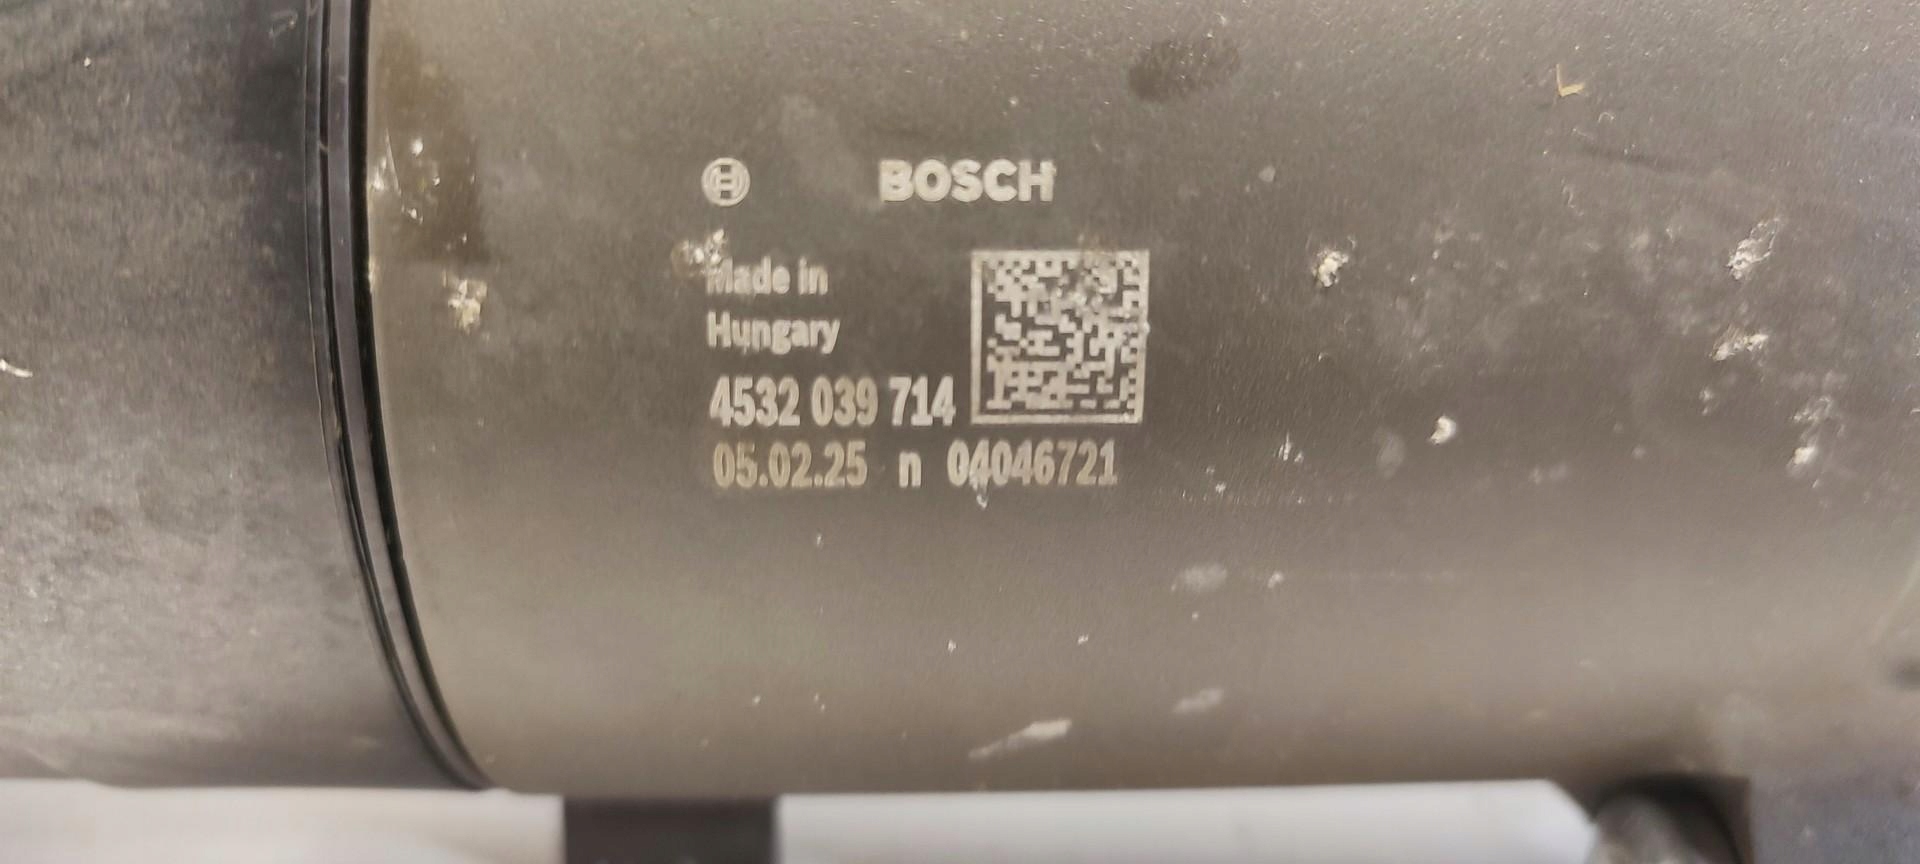 BOSCH
Made in
Hungary
4532 039 714
05.02.25 n 04046721